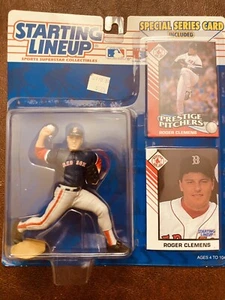 STARTING
LINEUP
SPORTS SUPERSTAR COLLECTIBLES
SPECIAL SERIES CARD
INCLUDED
PRESTIGE
PITCHERS
ROGER CLEMENS
RED SOX
B
ROGER CLEMENS
AGES 4 TO